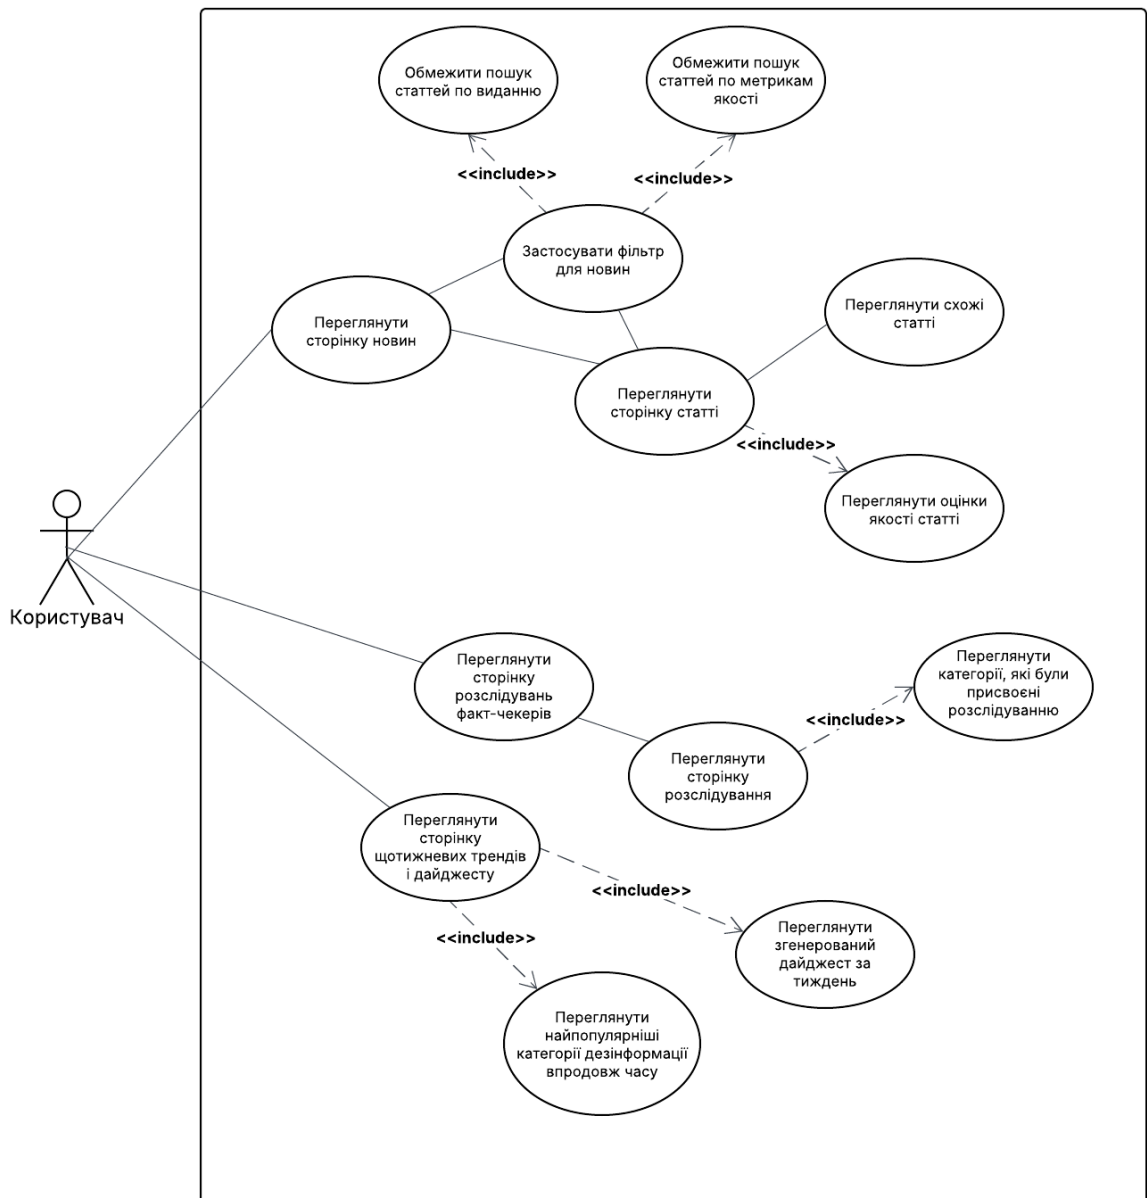 Обмежити пошук
статтей по виданню
Обмежити пошук
статтей по метрикам
якості
<<include>>
<<include>>
Застосувати фільтр
для новин
Переглянути
сторінку новин
Переглянути схожі
статті
Переглянути
сторінку статті
<<include>>
Переглянути оцінки
якості статті
Користувач
Переглянути
сторінку
розслідувань
факт-чекерів
Переглянути
категорії, які були
присвоєні
розслідуванню
<<include>>
Переглянути
сторінку
розслідування
Переглянути
сторінку
щотижневих трендів
і дайджесту
<<include>>
<<include>>
Переглянути
згенерований
дайджест за
тиждень
Переглянути
найпопулярніші
категорії дезінформації
впродовж часу